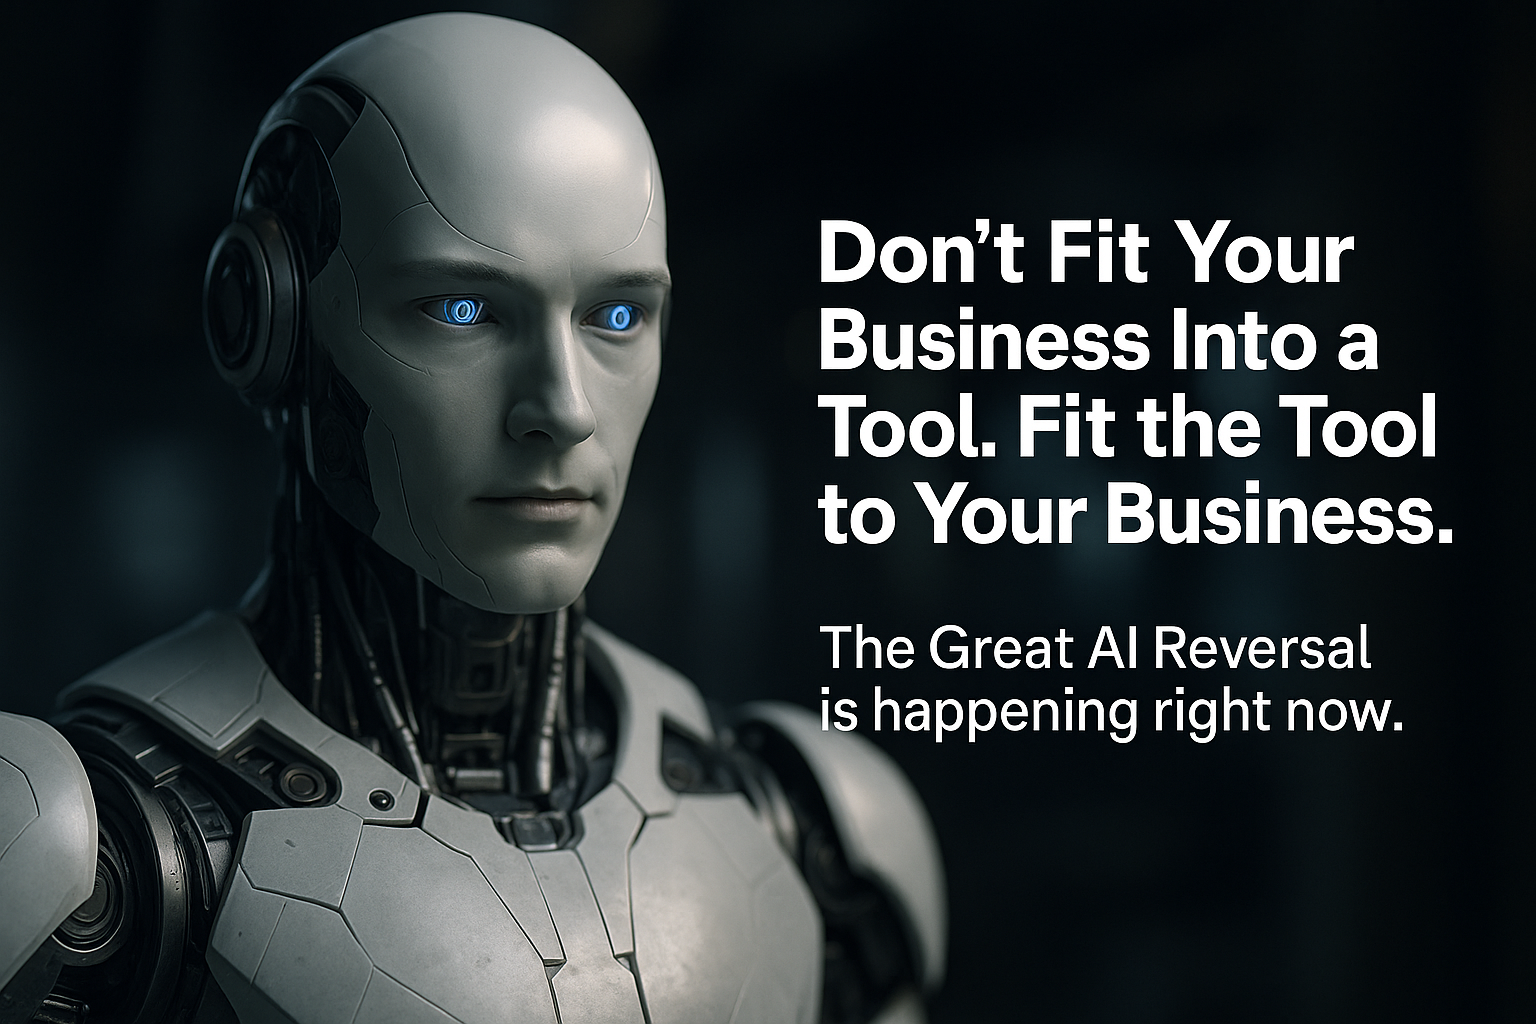 Don’t Fit Your
Business Into a
Tool. Fit the Tool
to Your Business.
The Great AI Reversal
is happening right now.